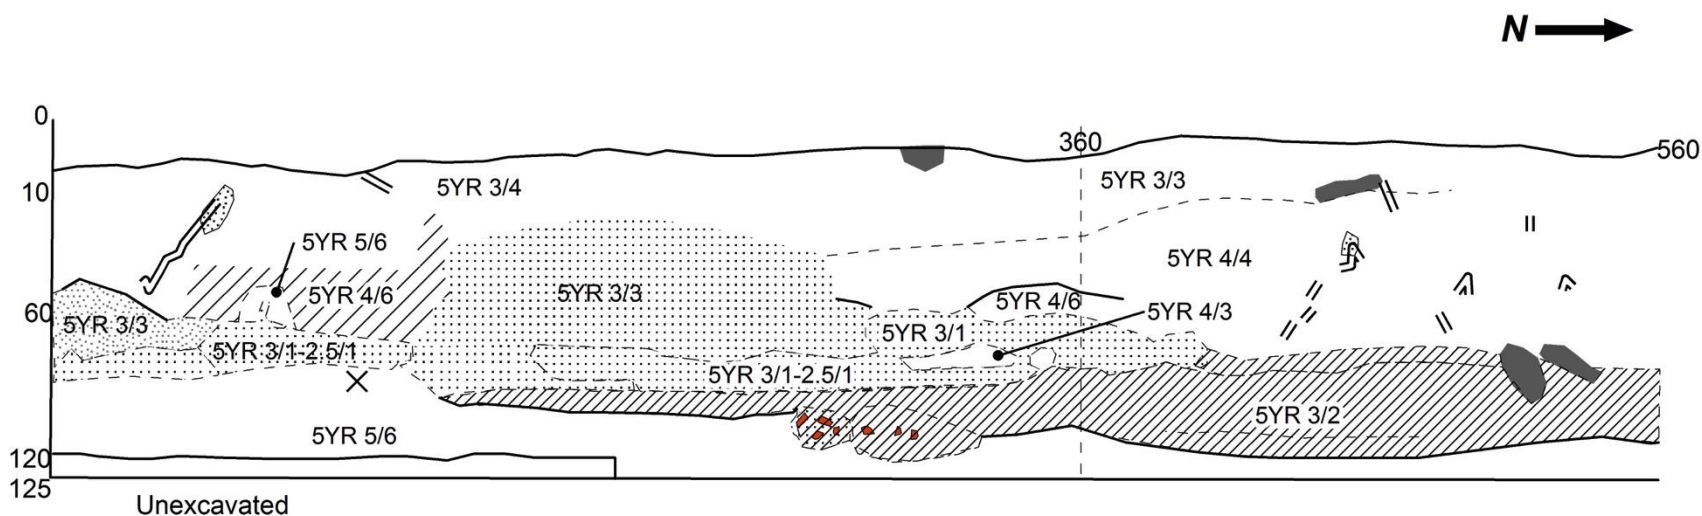 N
0
360
560
5YR 3/4
5YR 3/3
10
5YR 5/6
5YR 4/4
5YR 4/6
5YR 3/3
5YR 4/6
60
5YR 4/3
5YR 3/3
5YR 3/1
5YR 3/1-2.5/1
5YR 3/1-2.5/1
5YR 3/2
5YR 5/6
120
125
Unexcavated